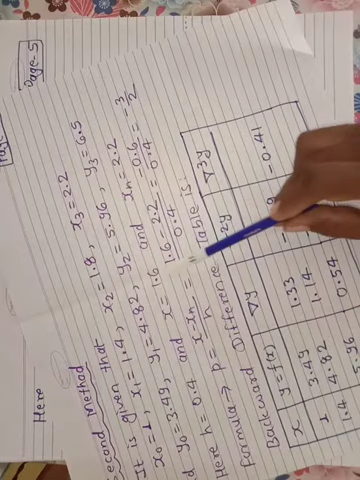 Page-5
Here
Second Method
It is given that
x₀=1, x₁=1.4, x₂=1.8, x₃=2.2
y₀=3.49, y₁=4.82, y₂=5.96, y₃=6.5
and x=1.6 and xₙ=2.2
Here h=0.4
formula→ p = x-xₙ/h = 1.6-2.2/0.4 = -0.6/0.4 = -3/2
Backward Difference Table is:
x y=f(x) ∇y ²y ∇3y
1 3.49
1.33
1.4 4.82
1.14 -0.41
5.96
0.54